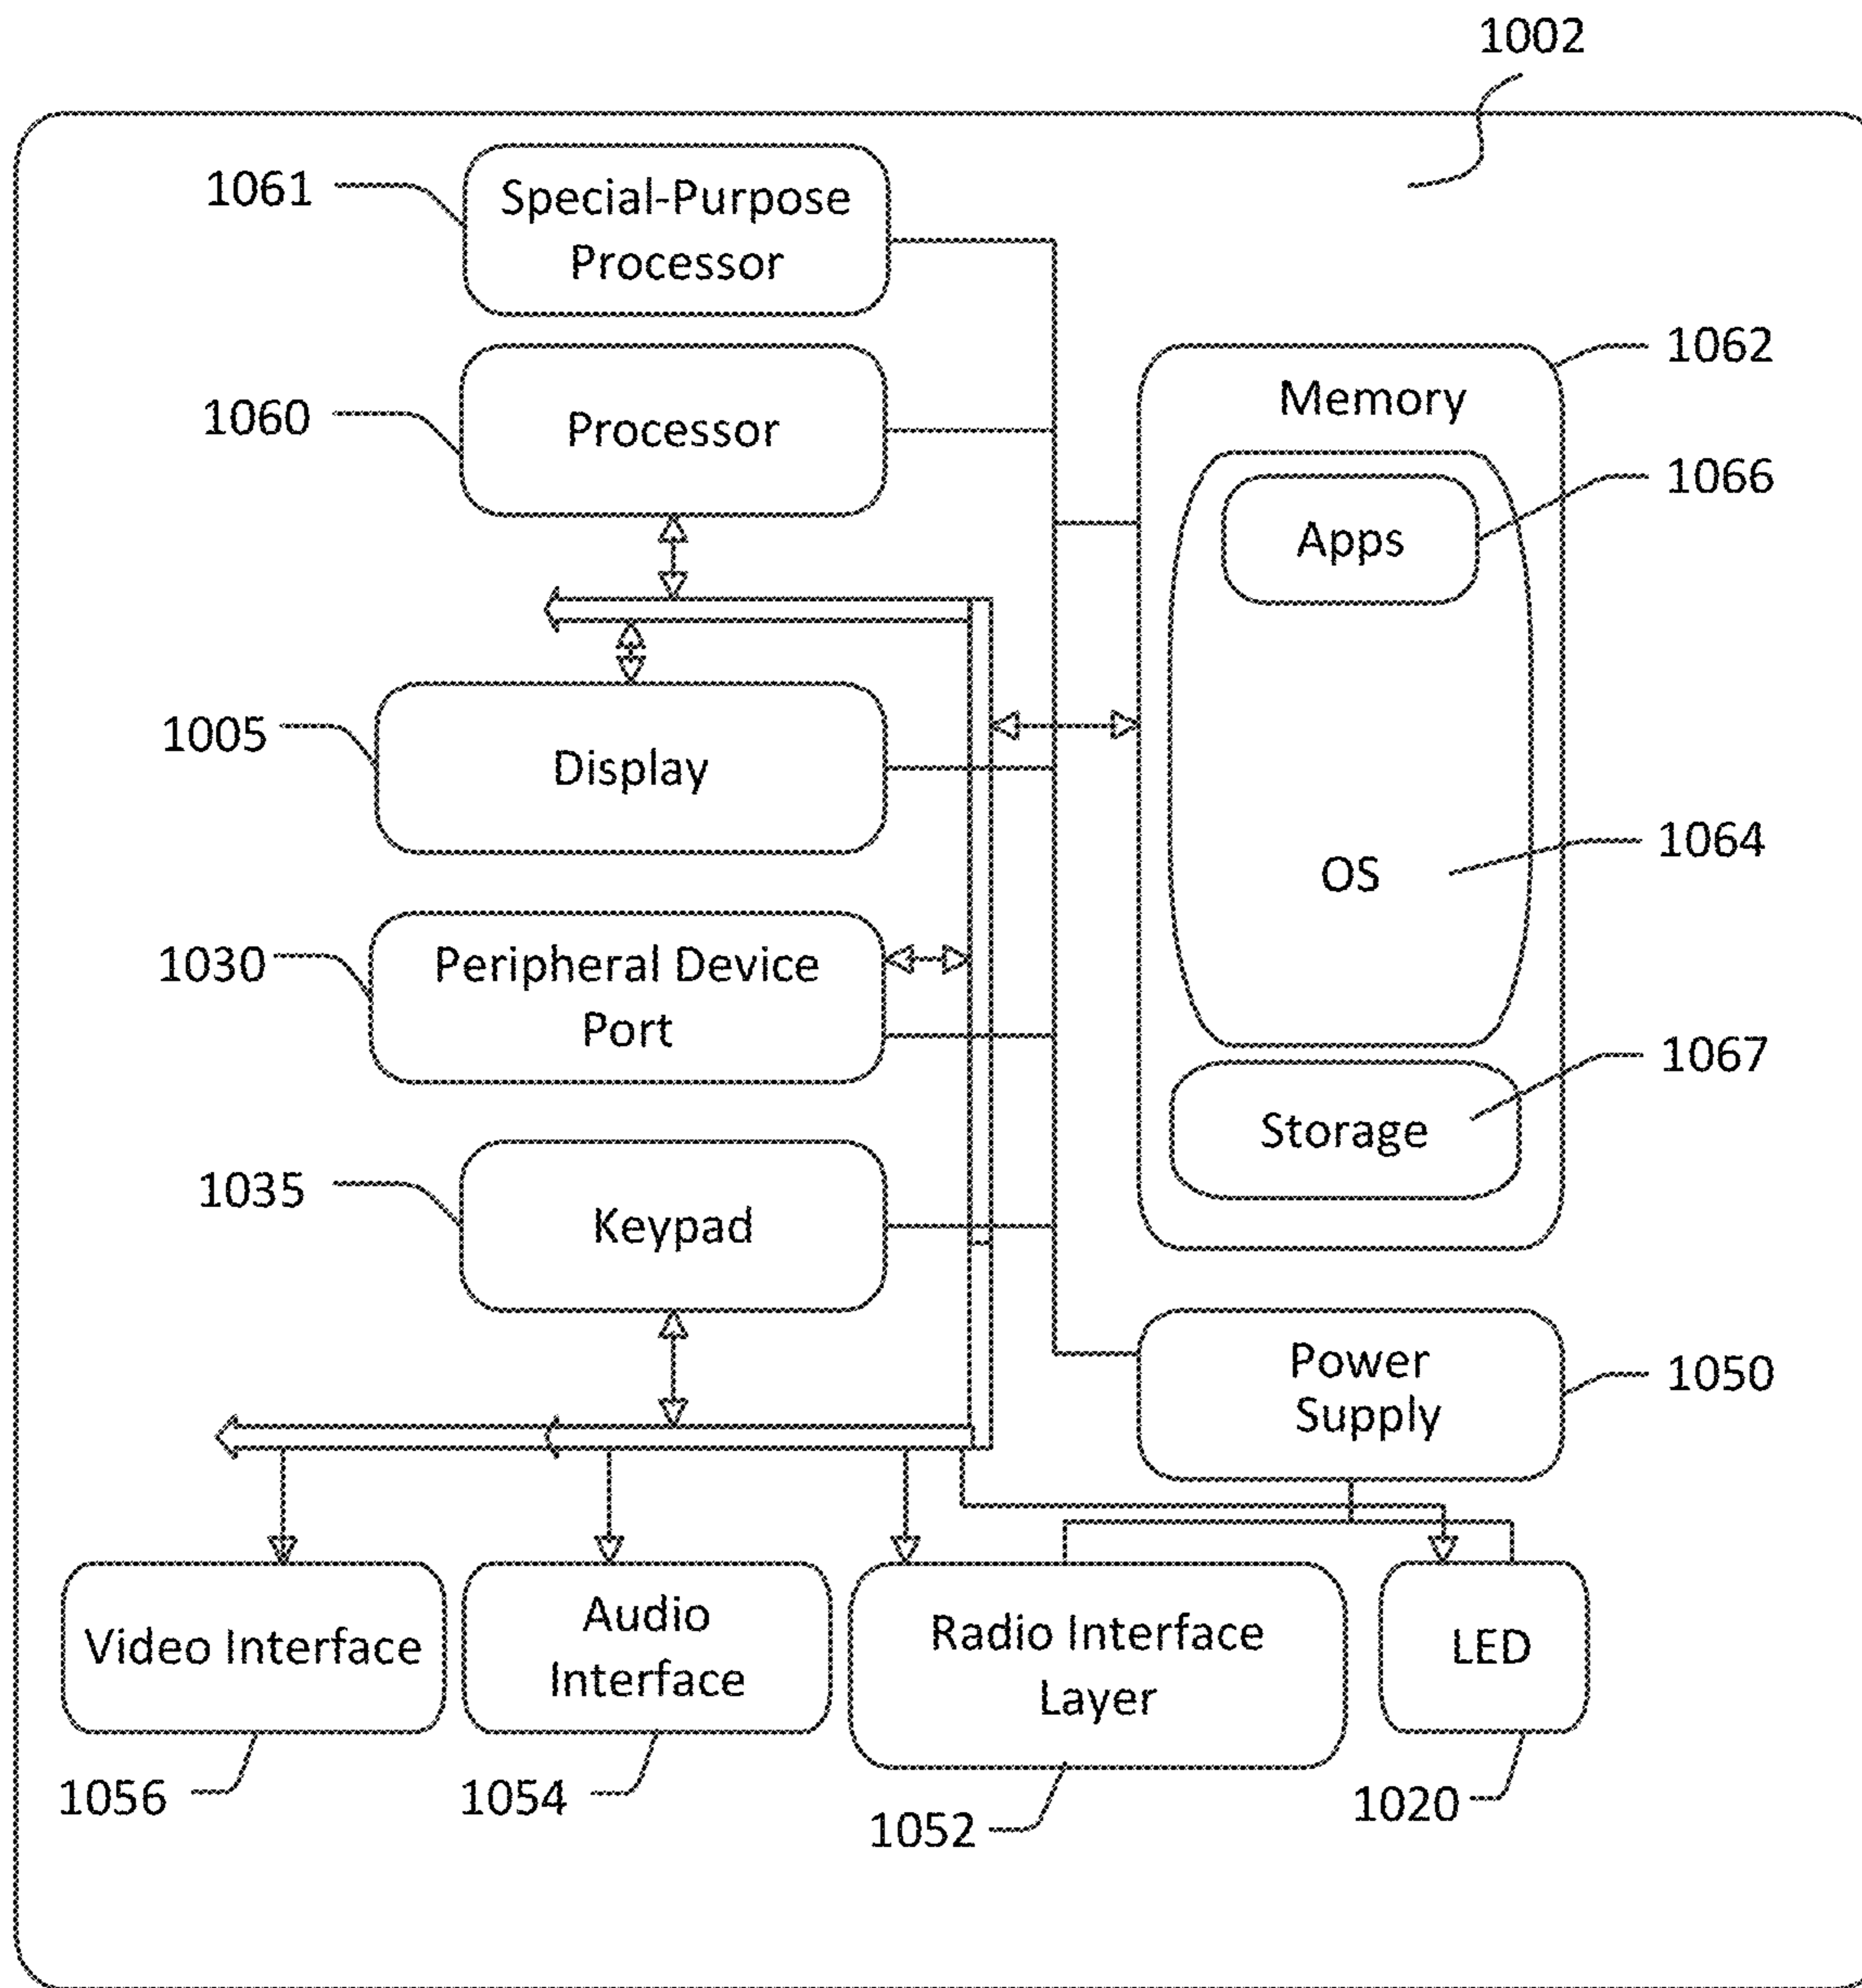 1002
1061
Special-Purpose
Processor
1062
Memory
1060
Processor
1066
Apps
1005
Display
1064
OS
1030
Peripheral Device
Port
1067
Storage
1035
Keypad
Power
Supply
1050
Video Interface
Audio
Interface
Radio Interface
Layer
LED
1056
1054
1052
1020